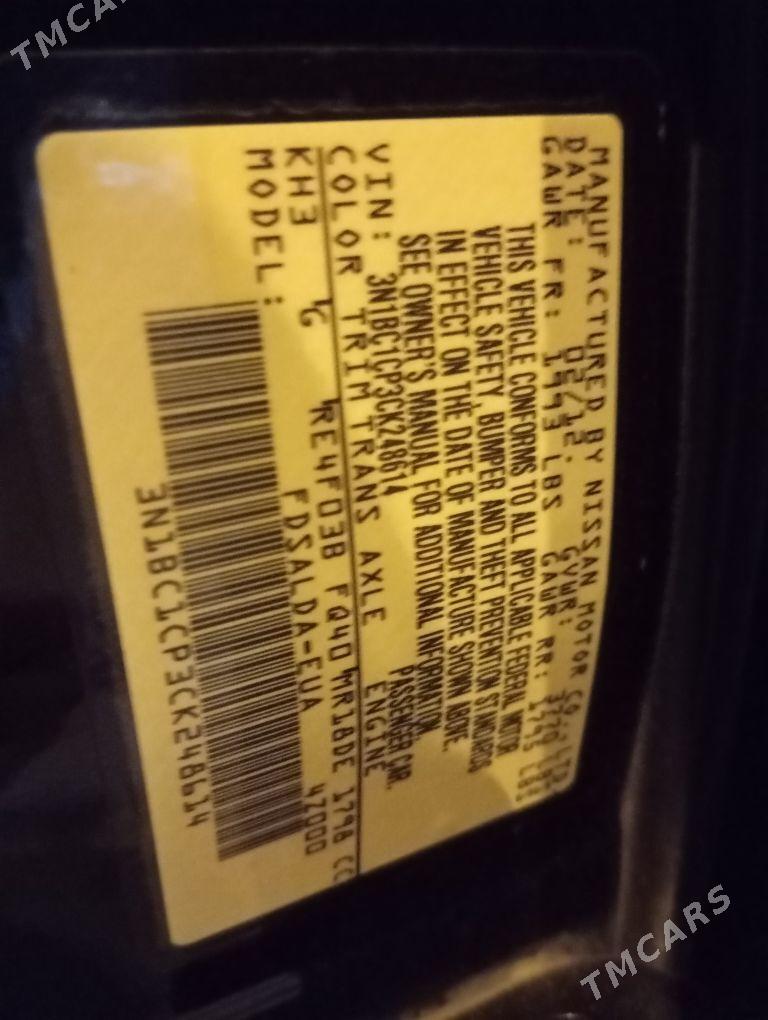 TMCARS
MANUFACTURED BY NISSAN MOTOR CO., LTD.
DATE: 02/12. GVWR: 3770 LBS
GAWR FR: 1993 LBS GAWR RR: 1795 LBS
THIS VEHICLE CONFORMS TO ALL APPLICABLE FEDERAL MOTOR
VEHICLE SAFETY, BUMPER AND THEFT PREVENTION STANDARDS
IN EFFECT ON THE DATE OF MANUFACTURE SHOWN ABOVE.
SEE OWNER'S MANUAL FOR ADDITIONAL INFORMATION.
VIN: 3N1BC1CP3CK248614 PASSENGER CAR.
COLOR TRIM TRANS AXLE ENGINE
KH3 G RE4F03B FQ40 MR18DE 1798 CC
MODEL: FDSALDA-EUA 47000
3N1BC1CP3CK248614
TMCARS